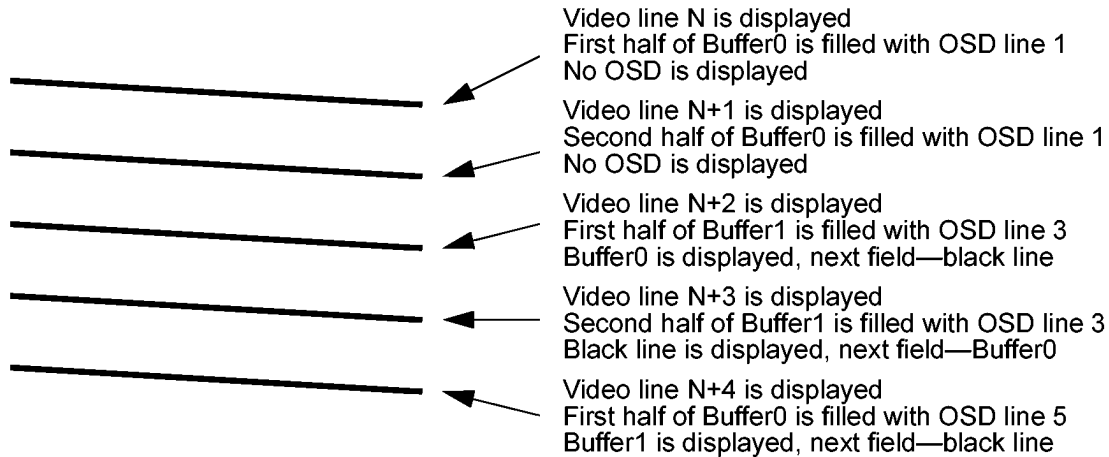 Video line N is displayed
First half of Buffer0 is filled with OSD line 1
No OSD is displayed
Video line N+1 is displayed
Second half of Buffer0 is filled with OSD line 1
No OSD is displayed
Video line N+2 is displayed
First half of Buffer1 is filled with OSD line 3
Buffer0 is displayed, next field—black line
Video line N+3 is displayed
Second half of Buffer1 is filled with OSD line 3
Black line is displayed, next field—Buffer0
Video line N+4 is displayed
First half of Buffer0 is filled with OSD line 5
Buffer1 is displayed, next field—black line